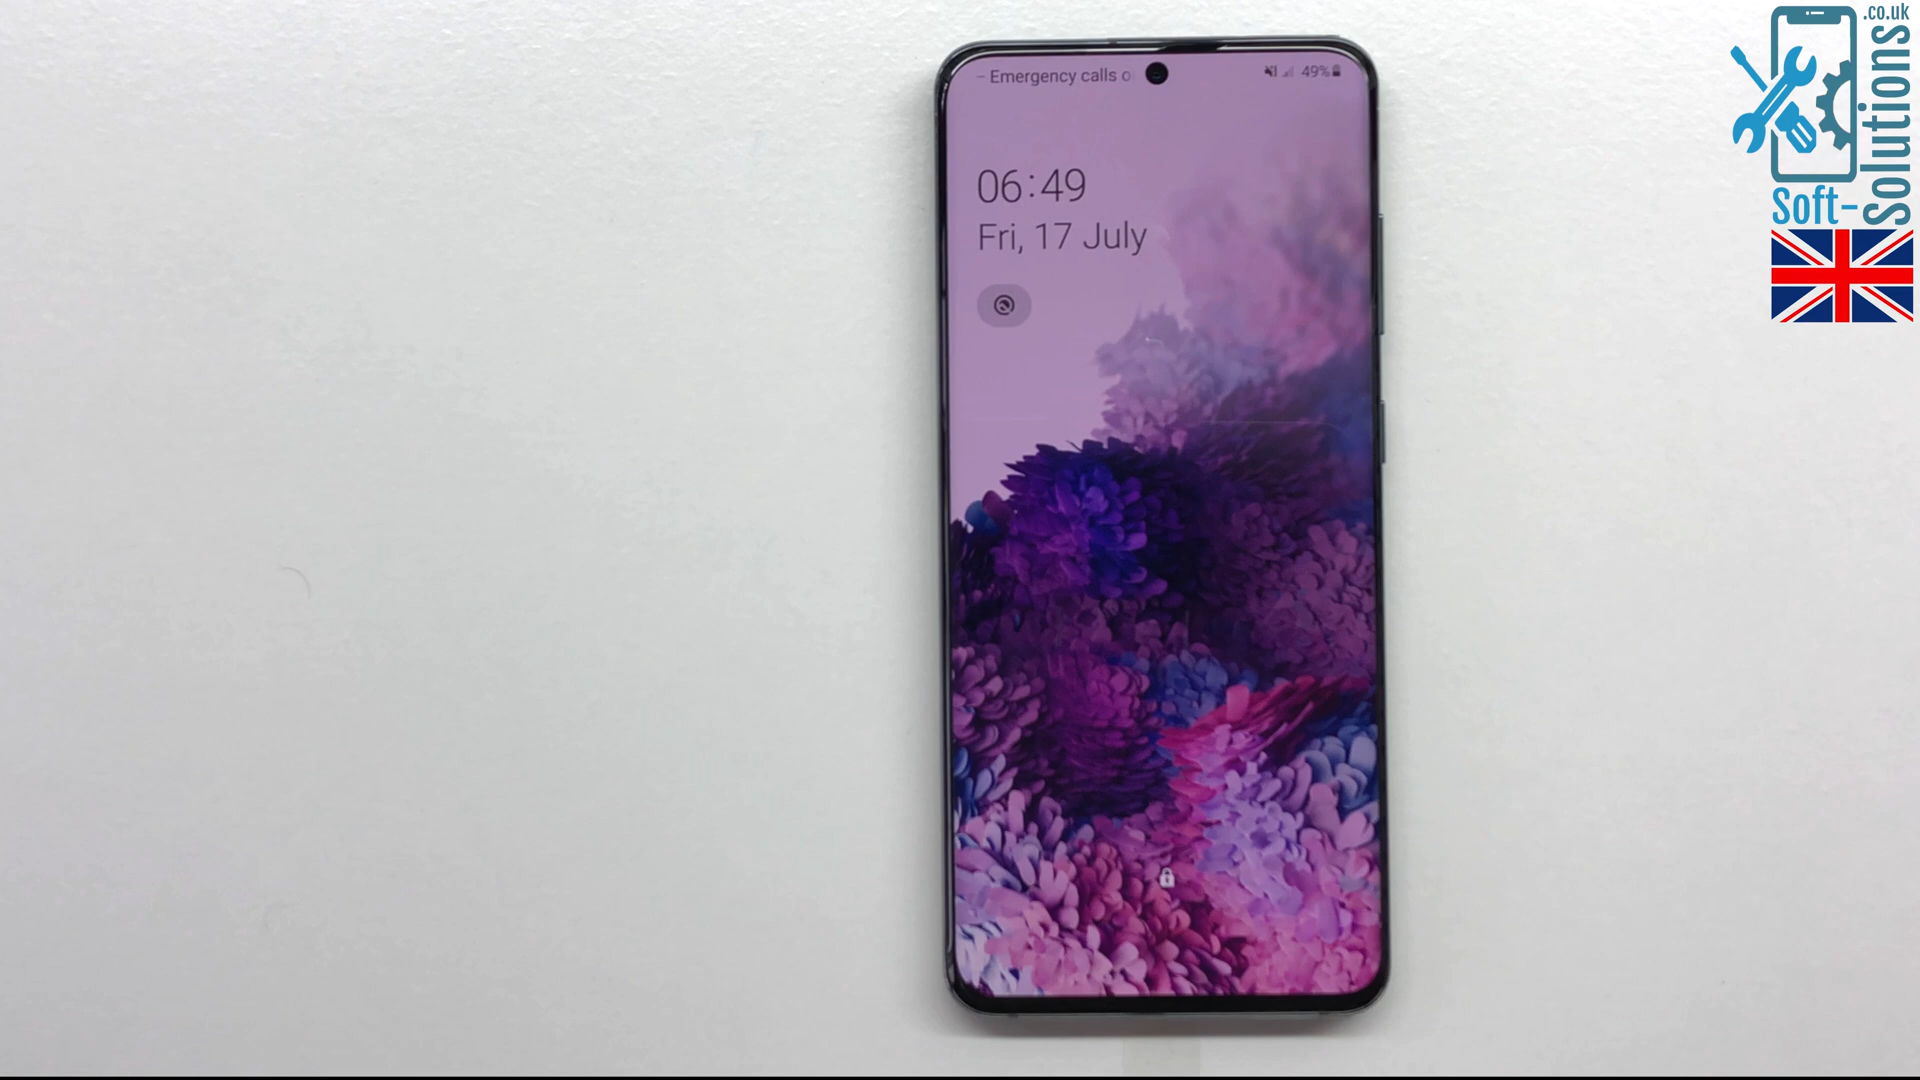 – Emergency calls o
49%
06:49
Fri, 17 July
.co.uk
Soft-
Solutions